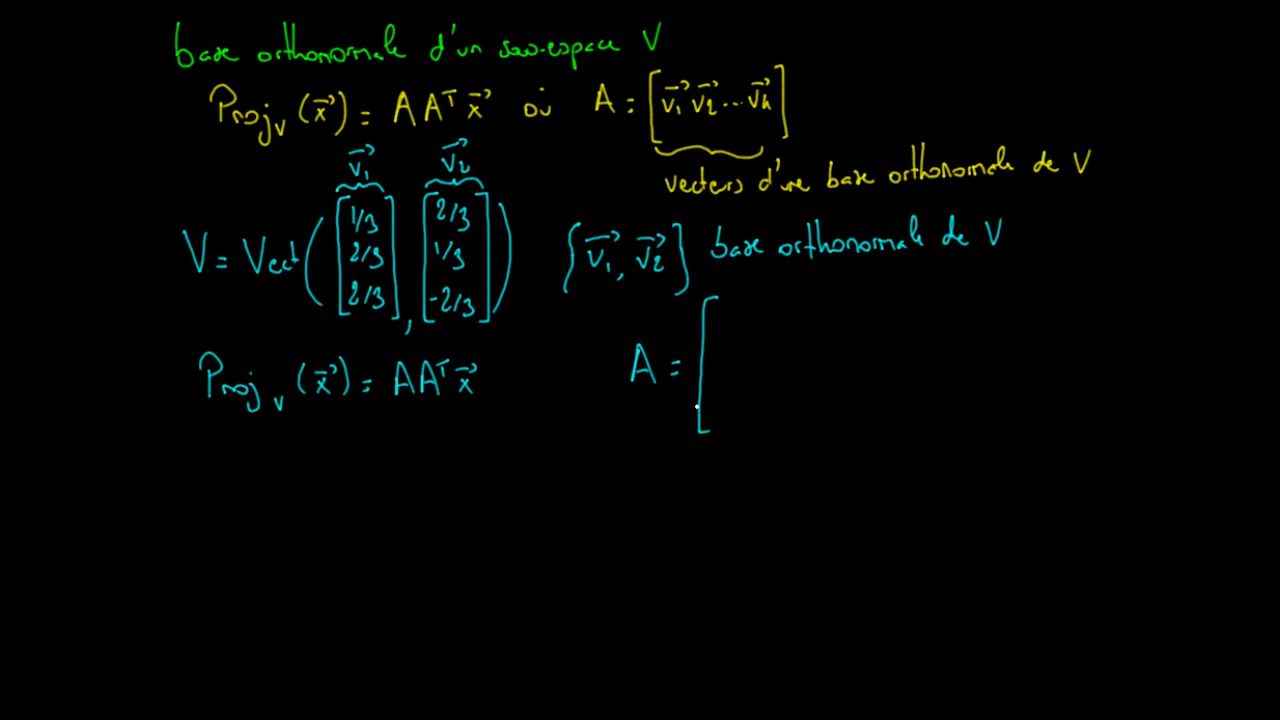 base orthonormale d'un sous-espace V
Proj_V (x⃗) = A Aᵀ x⃗ où A = [v⃗₁ v⃗₂ ... v⃗ₖ]
vecteurs d'une base orthonormale de V
v⃗₁ v⃗₂
V = Vect([1/3 2/3 2/3], [2/3 1/3 -2/3]) {v⃗₁, v⃗₂} base orthonormale de V
Proj_V (x⃗) = AAᵀx⃗ A = [